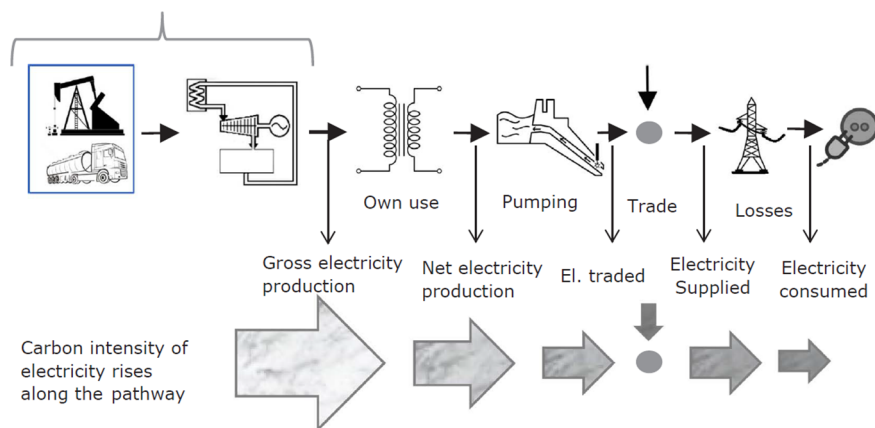 Own use
Pumping
Trade
Losses
Gross electricity
production
Net electricity
production
El. traded
Electricity
Supplied
Electricity
consumed
Carbon intensity of
electricity rises
along the pathway